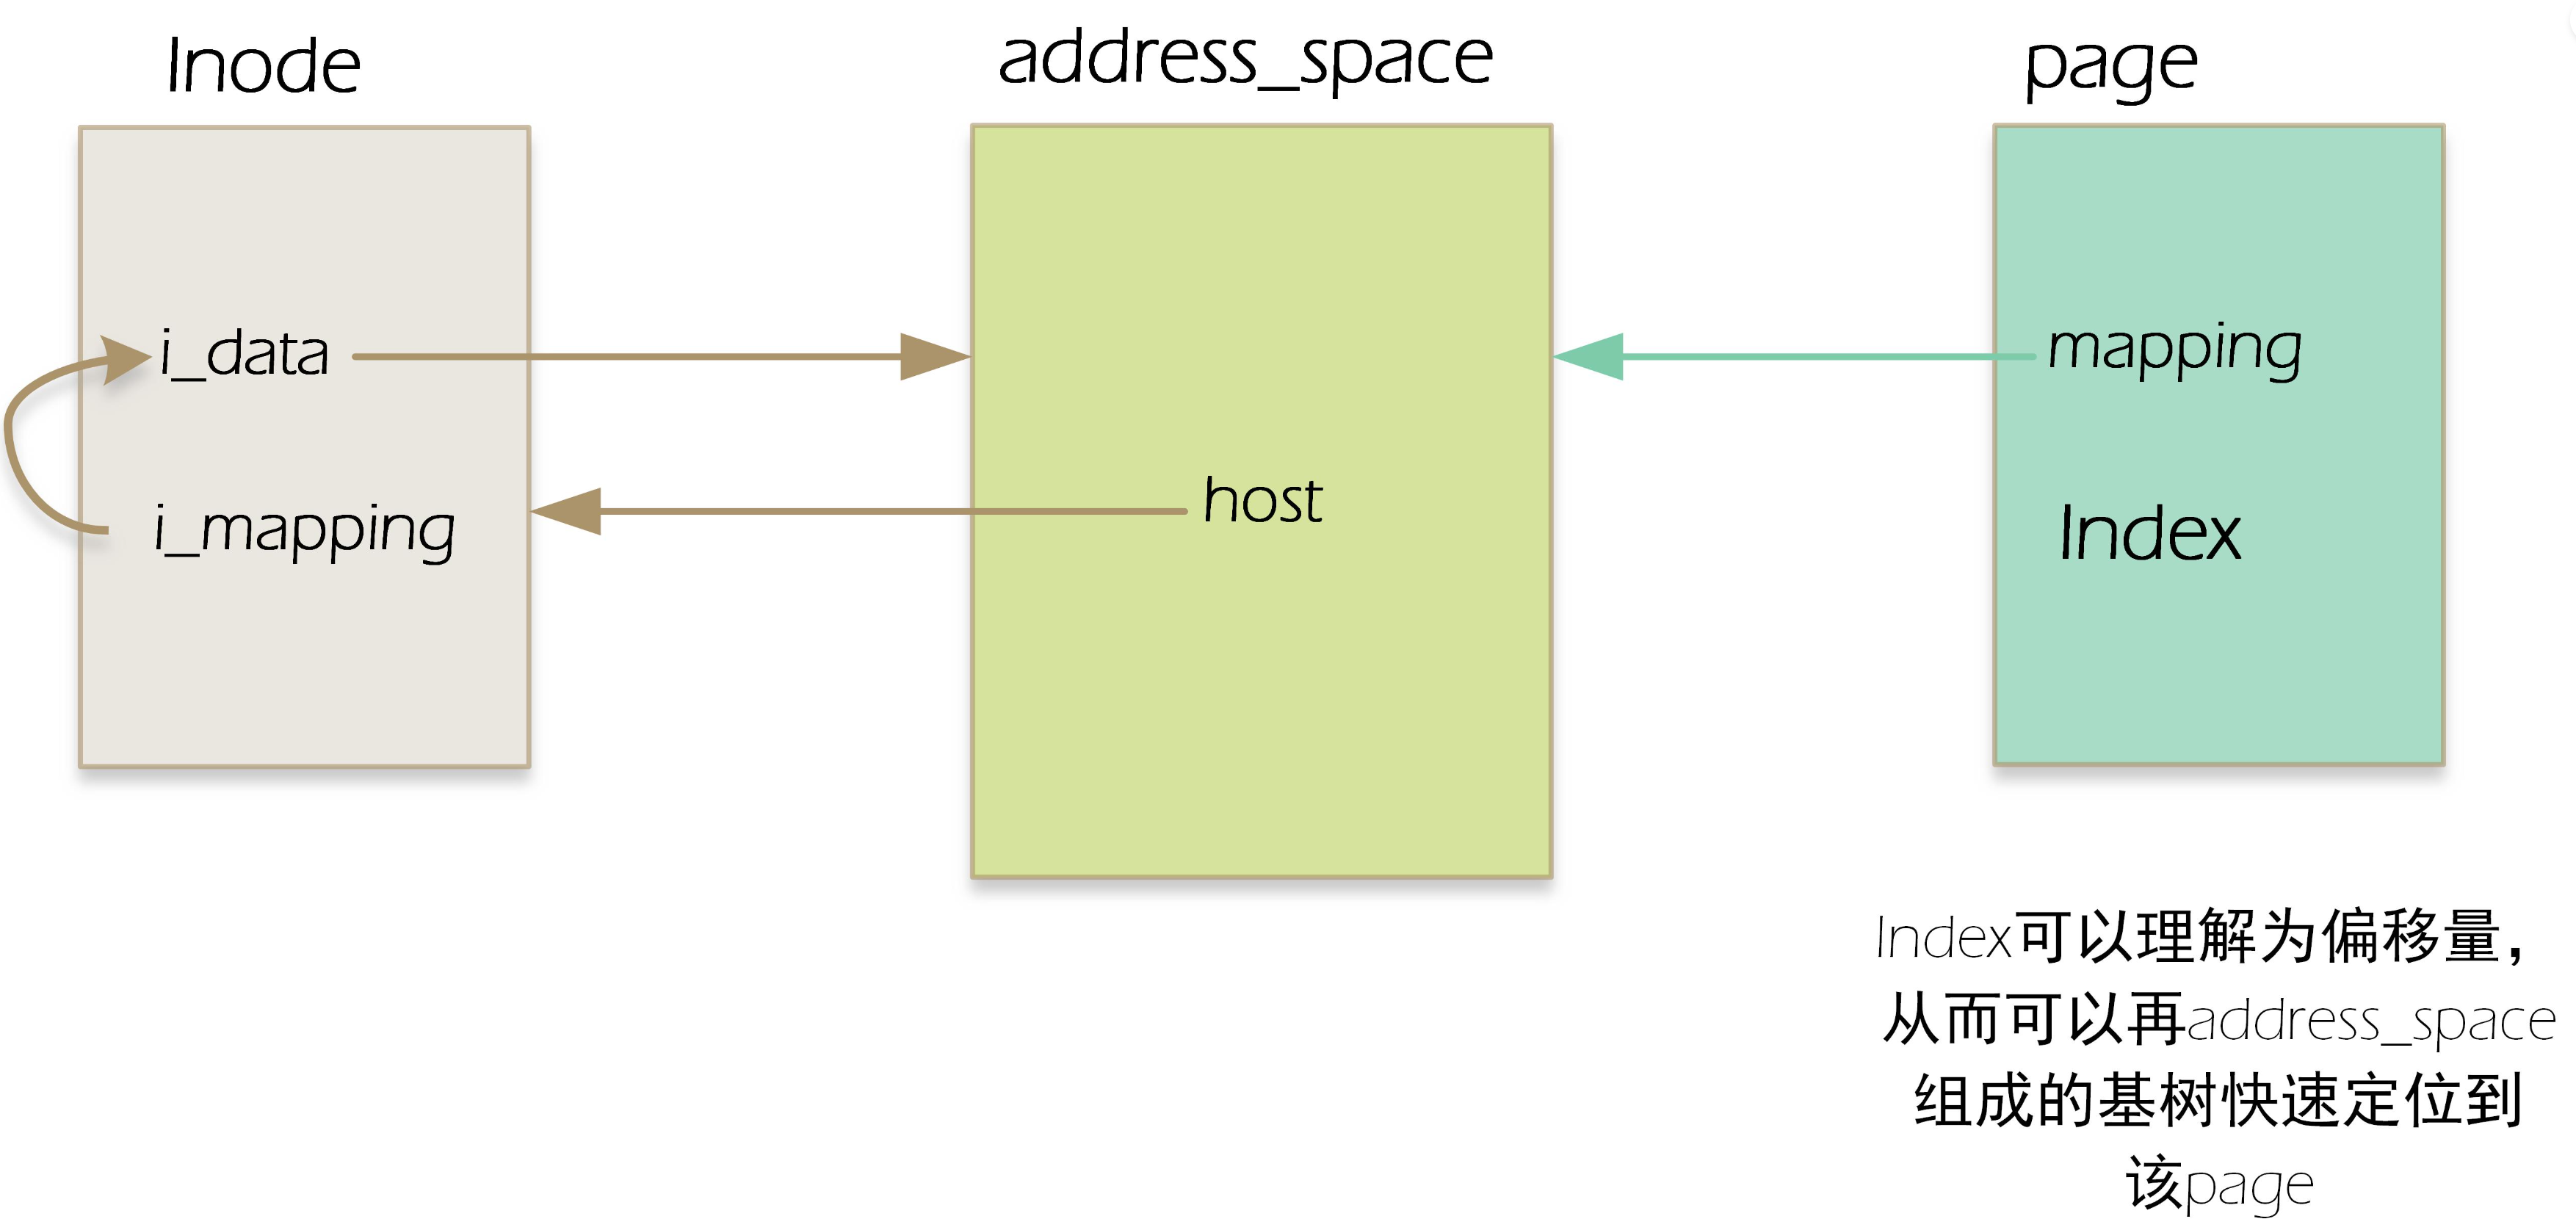 Inode
address_space
page
i_data
mapping
i_mapping
host
Index
Index可以理解为偏移量，
从而可以再address_space
组成的基树快速定位到
该page